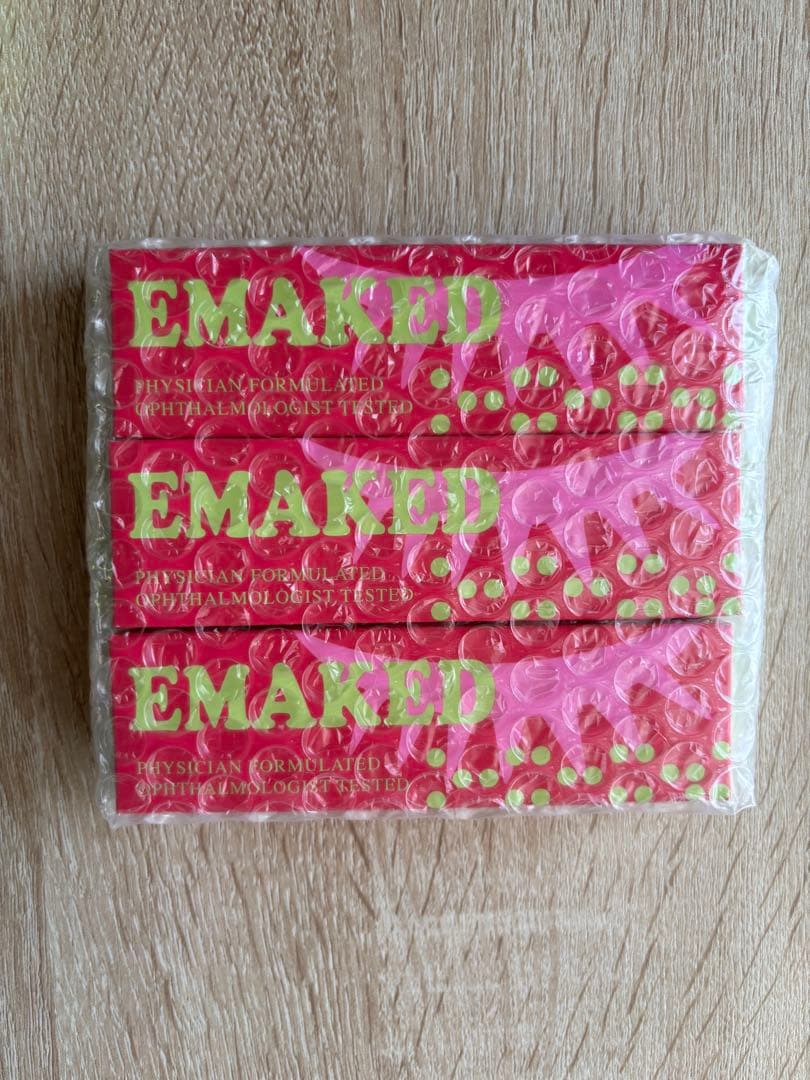 EMAKED
PHYSICIAN FORMULATED
OPHTHALMOLOGIST TESTED
EMAKED
PHYSICIAN FORMULATED
OPHTHALMOLOGIST TESTED
EMAKED
PHYSICIAN FORMULATED
OPHTHALMOLOGIST TESTED